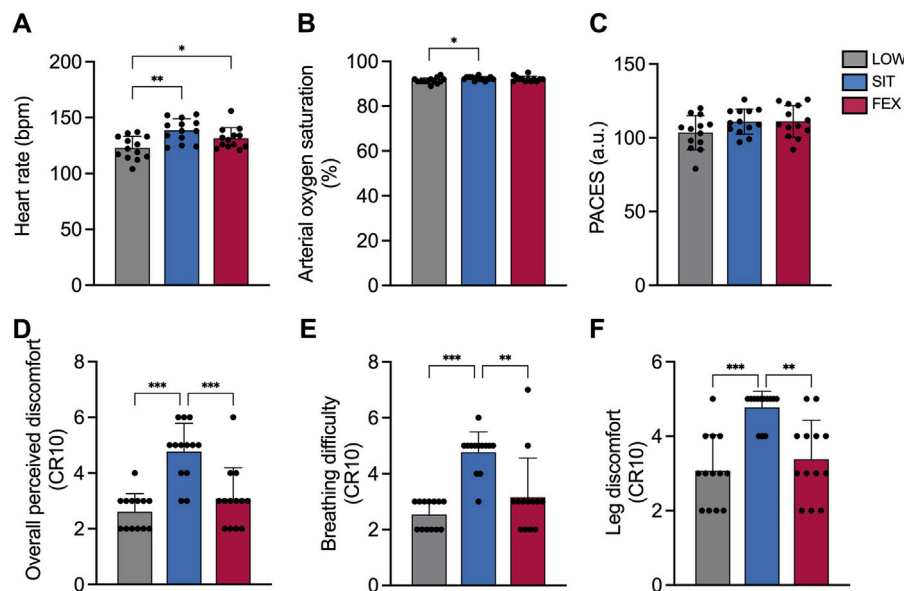 A
Heart rate (bpm)
200
150
100
50
0
*
**
B
Arterial oxygen saturation
(%)
100
80
60
40
20
0
*
C
PACES (a.u.)
150
100
50
0
LOW
SIT
FEX
D
Overall perceived discomfort
(CR10)
8
6
4
2
0
***
***
E
Breathing difficulty
(CR10)
8
6
4
2
0
***
**
F
Leg discomfort
(CR10)
6
4
2
0
***
**